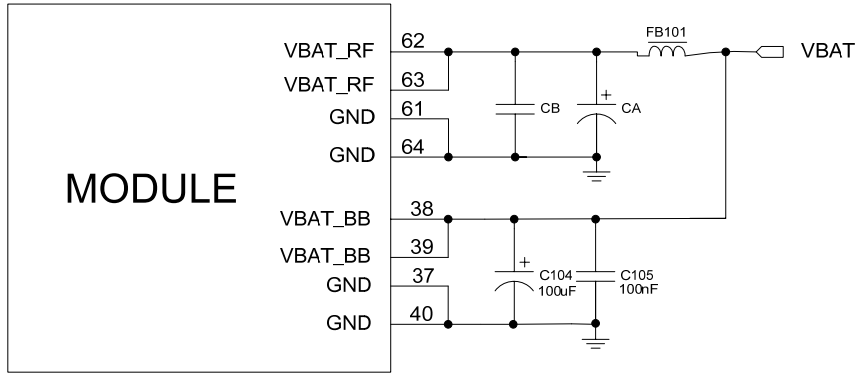 FB101
VBAT_RF 62
VBAT
VBAT_RF 63
CB
+
CA
GND 61
GND 64
MODULE
VBAT_BB 38
VBAT_BB 39
+
C104
100uF
C105
100nF
GND 37
GND 40